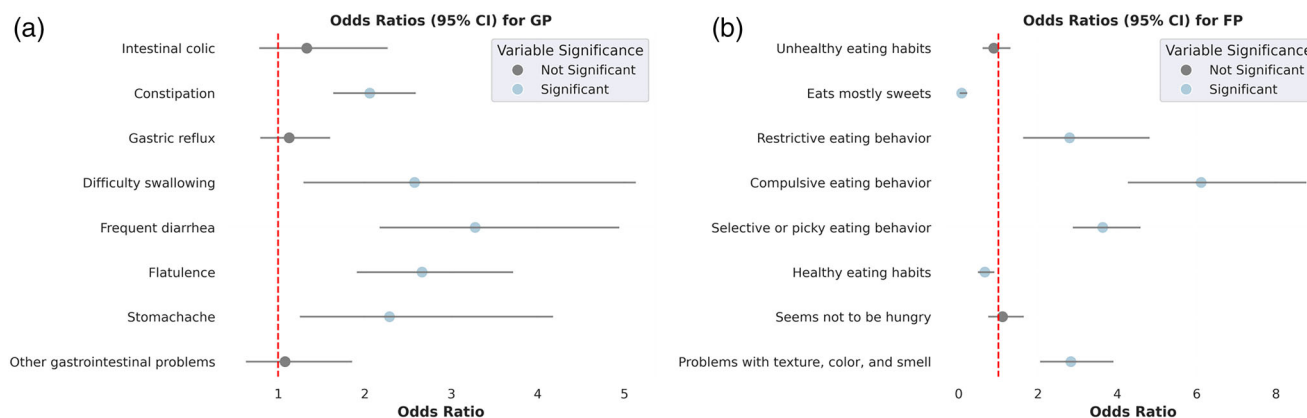 (a)
Odds Ratios (95% CI) for GP
Variable Significance
Not Significant
Significant
Intestinal colic
Constipation
Gastric reflux
Difficulty swallowing
Frequent diarrhea
Flatulence
Stomachache
Other gastrointestinal problems
1 2 3 4 5
Odds Ratio
(b)
Odds Ratios (95% CI) for FP
Variable Significance
Not Significant
Significant
Unhealthy eating habits
Eats mostly sweets
Restrictive eating behavior
Compulsive eating behavior
Selective or picky eating behavior
Healthy eating habits
Seems not to be hungry
Problems with texture, color, and smell
0 2 4 6 8
Odds Ratio